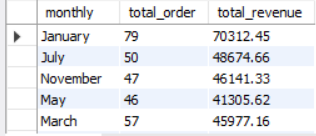 monthly total_order total_revenue
January 79 70312.45
July 50 48674.66
November 47 46141.33
May 46 41305.62
March 57 45977.16